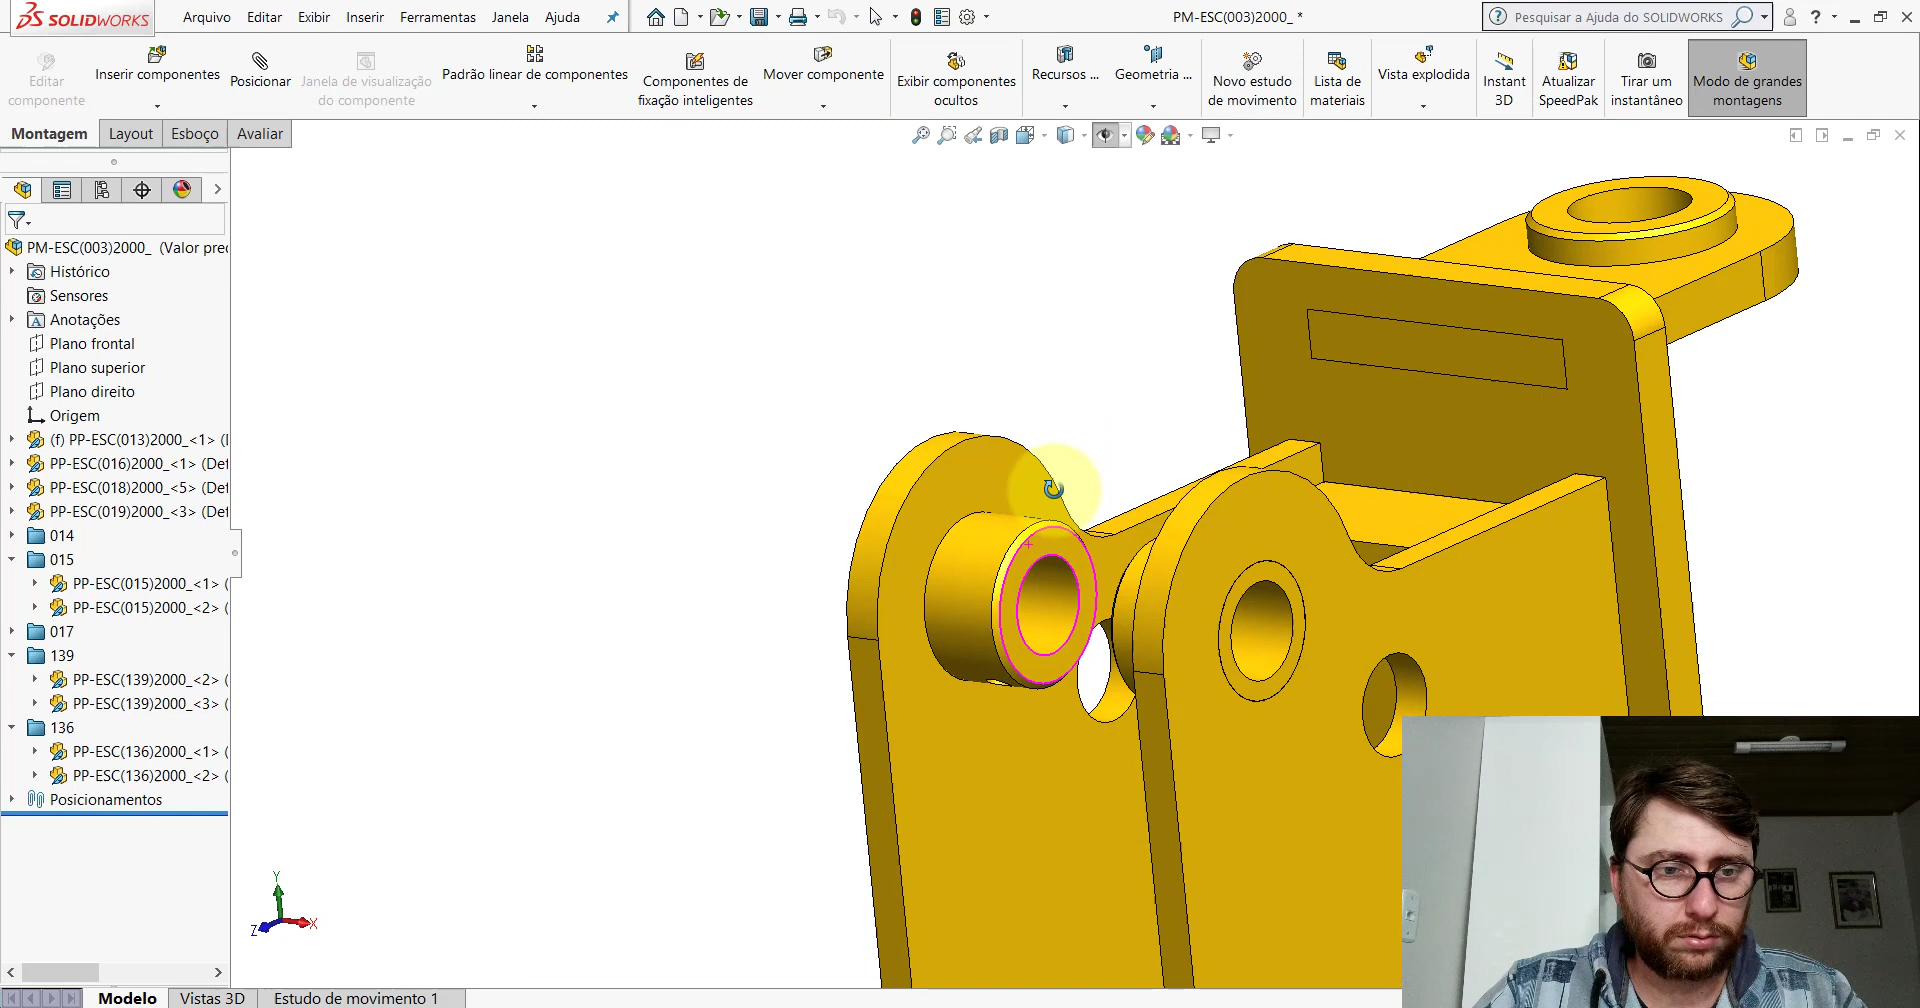 SOLIDWORKS
Arquivo Editar Exibir Inserir Ferramentas Janela Ajuda
PM-ESC(003)2000_ *
Pesquisar a Ajuda do SOLIDWORKS
Editar componente
Inserir componentes
Posicionar
Janela de visualização do componente
Padrão linear de componentes
Componentes de fixação inteligentes
Mover componente
Exibir componentes ocultos
Recursos ...
Geometria ...
Novo estudo de movimento
Lista de materiais
Vista explodida
Instant 3D
Atualizar SpeedPak
Tirar um instantâneo
Modo de grandes montagens
Montagem Layout Esboço Avaliar
PM-ESC(003)2000_ (Valor pre
Histórico
Sensores
Anotações
Plano frontal
Plano superior
Plano direito
Origem
(f) PP-ESC(013)2000_<1> (
PP-ESC(016)2000_<1> (Def
PP-ESC(018)2000_<5> (Def
PP-ESC(019)2000_<3> (Def
014
015
PP-ESC(015)2000_<1> (
PP-ESC(015)2000_<2> (
017
139
PP-ESC(139)2000_<2> (
PP-ESC(139)2000_<3> (
136
PP-ESC(136)2000_<1> (
PP-ESC(136)2000_<2> (
Posicionamentos
Y
Z X
Modelo Vistas 3D Estudo de movimento 1